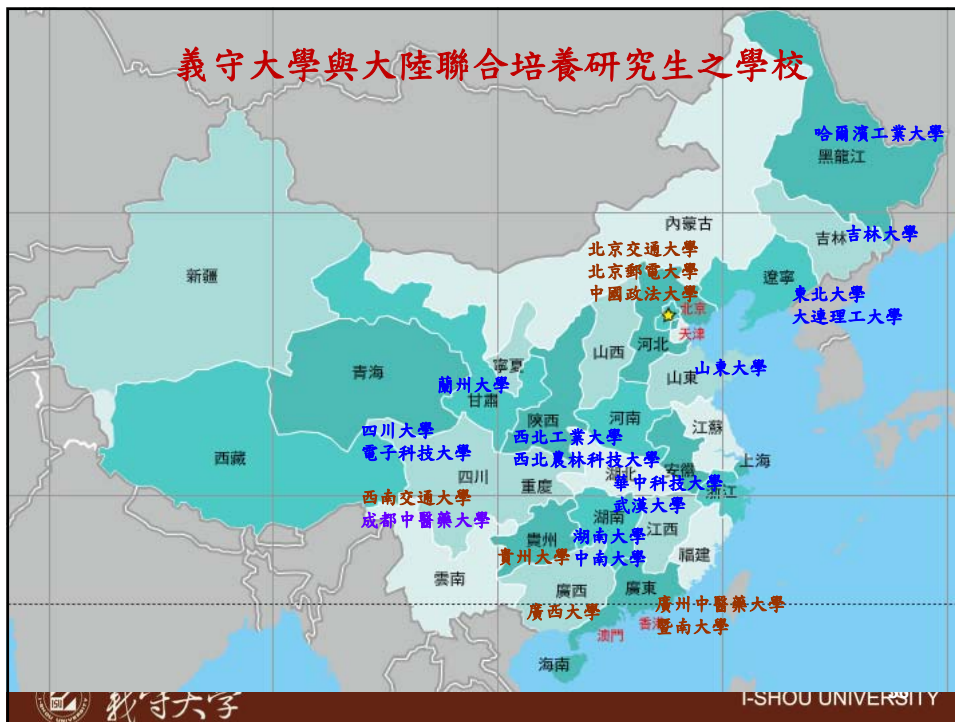 義守大學與大陸聯合培養研究生之學校
哈爾濱工業大學
黑龍江
內蒙古
吉林
吉林大學
北京交通大學
北京郵電大學
中國政法大學
新疆
遼寧
東北大學
大連理工大學
北京
天津
河北
山西
寧夏
山東
山東大學
青海
蘭州大學
甘肅
陝西
河南
江蘇
四川大學
電子科技大學
西北工業大學
西北農林科技大學
西藏
四川
重慶
湖北
安徽
上海
華中科技大學
武漢大學
浙江
西南交通大學
成都中醫藥大學
湖南
江西
貴州
湖南大學
中南大學
貴州大學
福建
雲南
廣西
廣東
廣西大學
廣州中醫藥大學
暨南大學
香港
澳門
海南
義守大学
I-SHOU UNIVERSITY